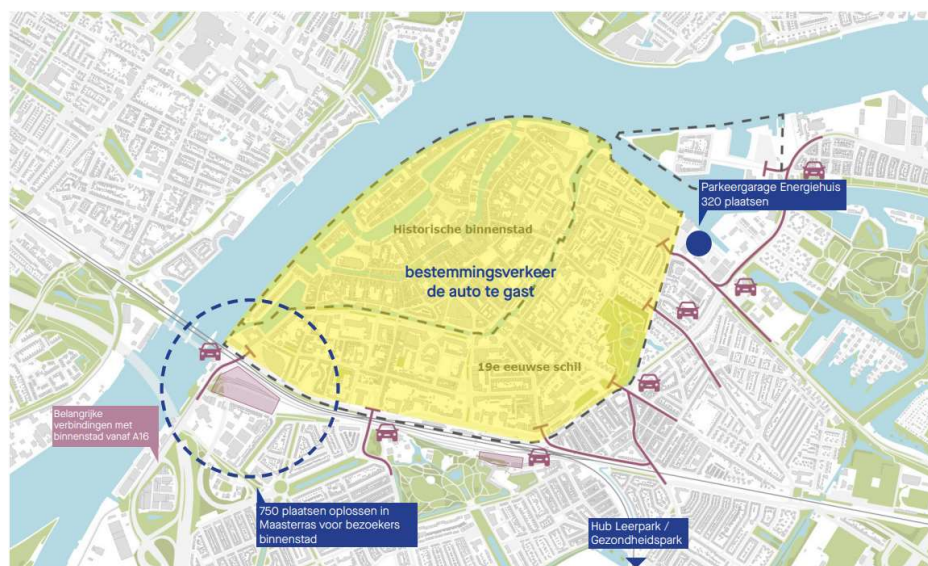 Parkeergarage Energiehuis
320 plaatsen
Historische binnenstad
bestemmingsverkeer
de auto te gast
19e eeuwse schil
Belangrijke
verbindingen met
binnenstad vanaf A16
750 plaatsen oplossen in
Maasterras voor bezoekers
binnenstad
Hub Leerpark /
Gezondheidspark